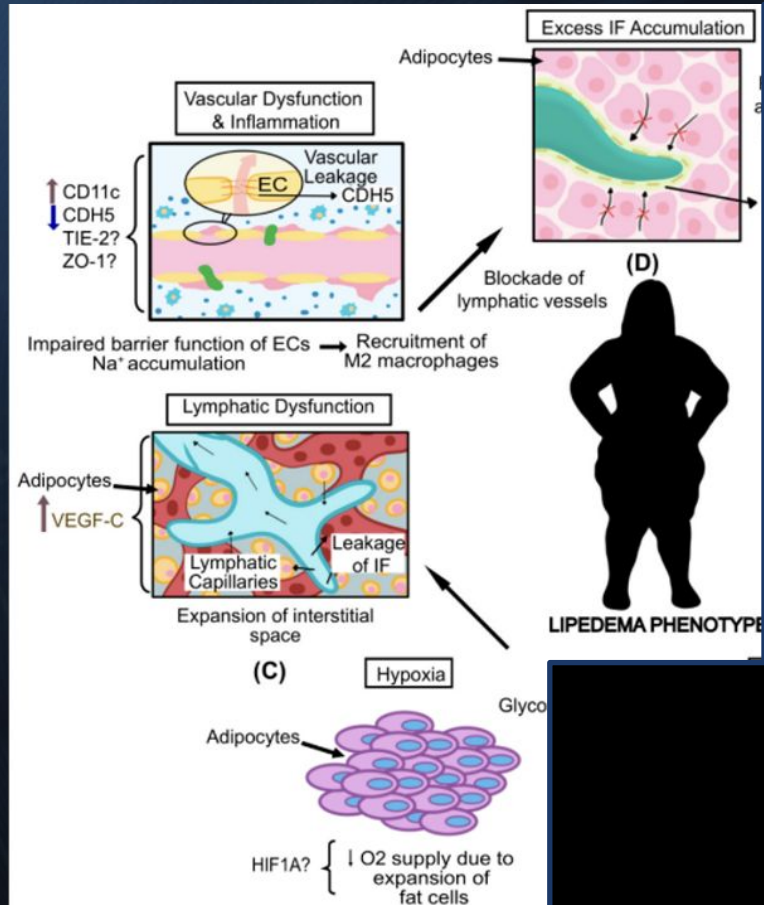 Excess IF Accumulation
Adipocytes
Vascular Dysfunction
& Inflammation
Vascular
Leakage
EC
CDH5
CD11c
CDH5
TIE-2?
ZO-1?
(D)
Blockade of
lymphatic vessels
Impaired barrier function of ECs
Na⁺ accumulation
Recruitment of
M2 macrophages
Lymphatic Dysfunction
Adipocytes
VEGF-C
Leakage
of IF
Lymphatic
Capillaries
Expansion of interstitial
space
LIPEDEMA PHENOTYPE
(C)
Hypoxia
Glyco
Adipocytes
HIF1A?
↓ O2 supply due to
expansion of
fat cells